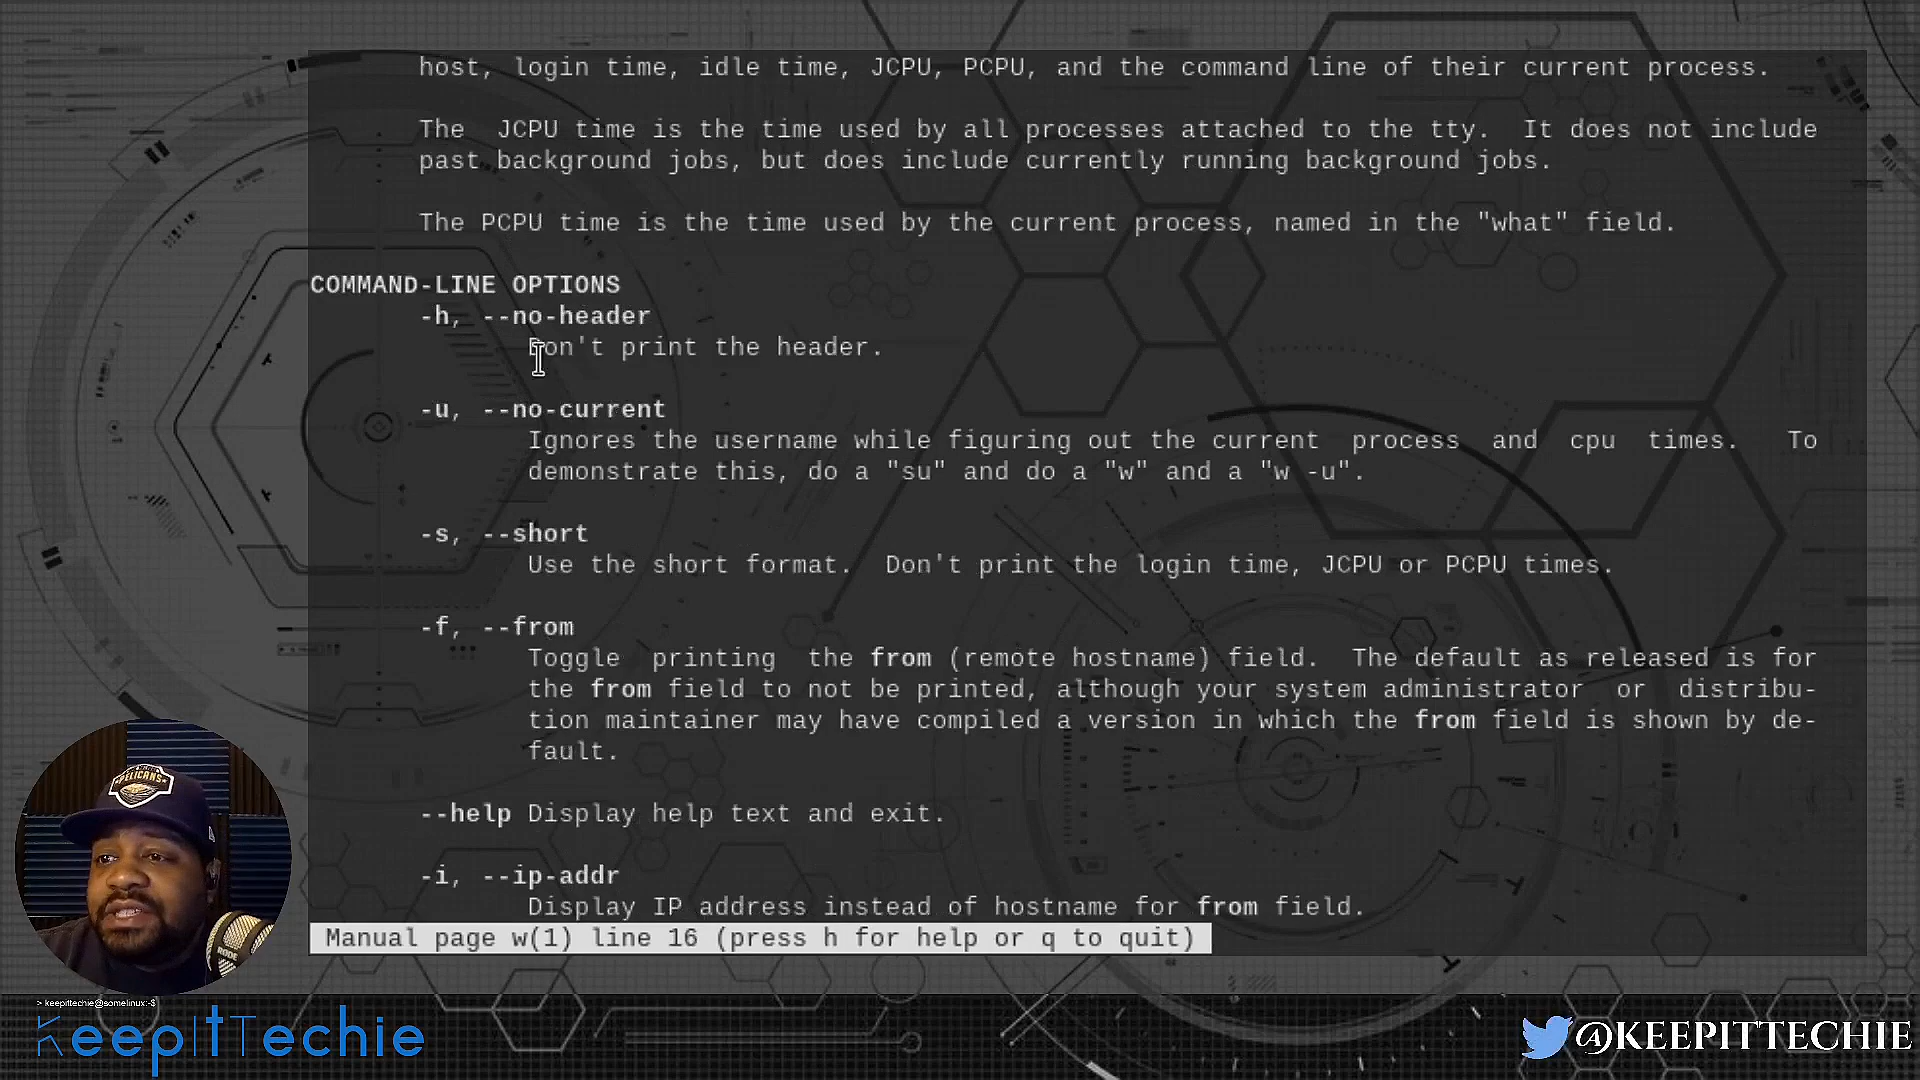 host, login time, idle time, JCPU, PCPU, and the command line of their current process.
The JCPU time is the time used by all processes attached to the tty. It does not include
past background jobs, but does include currently running background jobs.
The PCPU time is the time used by the current process, named in the "what" field.
COMMAND-LINE OPTIONS
-h, --no-header
Don't print the header.
-u, --no-current
Ignores the username while figuring out the current process and cpu times. To
demonstrate this, do a "su" and do a "w" and a "w -u".
-s, --short
Use the short format. Don't print the login time, JCPU or PCPU times.
-f, --from
Toggle printing the from (remote hostname) field. The default as released is for
the from field to not be printed, although your system administrator or distribu-
tion maintainer may have compiled a version in which the from field is shown by de-
fault.
--help Display help text and exit.
-i, --ip-addr
Display IP address instead of hostname for from field.
Manual page w(1) line 16 (press h for help or q to quit)
PELICANS
RODE
> keepittechie@somelinux:~$
KeepItTechie
@KEEPITTECHIE